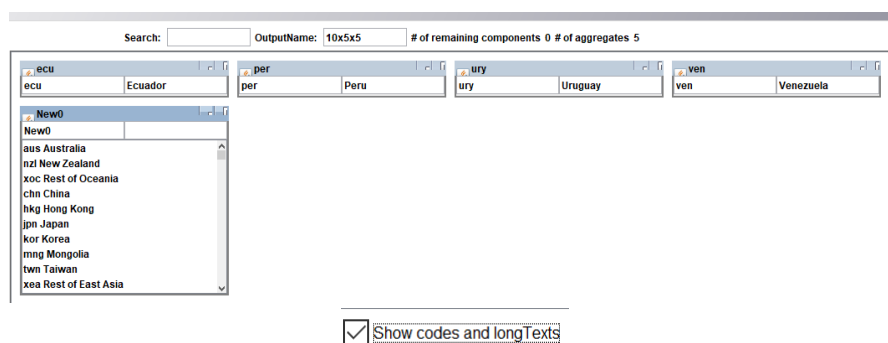 Search: OutputName: 10x5x5 # of remaining components 0 # of aggregates 5
ecu per ury ven
ecu Ecuador per Peru ury Uruguay ven Venezuela
New0
New0
aus Australia
nzl New Zealand
xoc Rest of Oceania
chn China
hkg Hong Kong
jpn Japan
kor Korea
mng Mongolia
twn Taiwan
xea Rest of East Asia
Show codes and longTexts